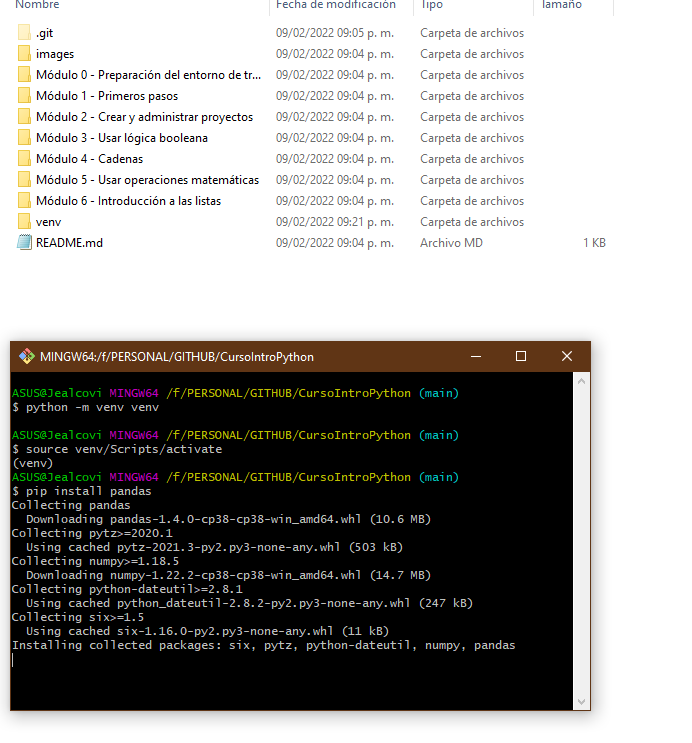 Nombre Fecha de modificación Tipo Tamaño
.git 09/02/2022 09:05 p. m. Carpeta de archivos
images 09/02/2022 09:04 p. m. Carpeta de archivos
Módulo 0 - Preparación del entorno de tr... 09/02/2022 09:04 p. m. Carpeta de archivos
Módulo 1 - Primeros pasos 09/02/2022 09:04 p. m. Carpeta de archivos
Módulo 2 - Crear y administrar proyectos 09/02/2022 09:04 p. m. Carpeta de archivos
Módulo 3 - Usar lógica booleana 09/02/2022 09:04 p. m. Carpeta de archivos
Módulo 4 - Cadenas 09/02/2022 09:04 p. m. Carpeta de archivos
Módulo 5 - Usar operaciones matemáticas 09/02/2022 09:04 p. m. Carpeta de archivos
Módulo 6 - Introducción a las listas 09/02/2022 09:04 p. m. Carpeta de archivos
venv 09/02/2022 09:21 p. m. Carpeta de archivos
README.md 09/02/2022 09:04 p. m. Archivo MD 1 KB
MINGW64:/f/PERSONAL/GITHUB/CursoIntroPython
ASUS@Jealcovi MINGW64 /f/PERSONAL/GITHUB/CursoIntroPython (main)
$ python -m venv venv
ASUS@Jealcovi MINGW64 /f/PERSONAL/GITHUB/CursoIntroPython (main)
$ source venv/Scripts/activate
(venv)
ASUS@Jealcovi MINGW64 /f/PERSONAL/GITHUB/CursoIntroPython (main)
$ pip install pandas
Collecting pandas
Downloading pandas-1.4.0-cp38-cp38-win_amd64.whl (10.6 MB)
Collecting pytz>=2020.1
Using cached pytz-2021.3-py2.py3-none-any.whl (503 kB)
Collecting numpy>=1.18.5
Downloading numpy-1.22.2-cp38-cp38-win_amd64.whl (14.7 MB)
Collecting python-dateutil>=2.8.1
Using cached python_dateutil-2.8.2-py2.py3-none-any.whl (247 kB)
Collecting six>=1.5
Using cached six-1.16.0-py2.py3-none-any.whl (11 kB)
Installing collected packages: six, pytz, python-dateutil, numpy, pandas